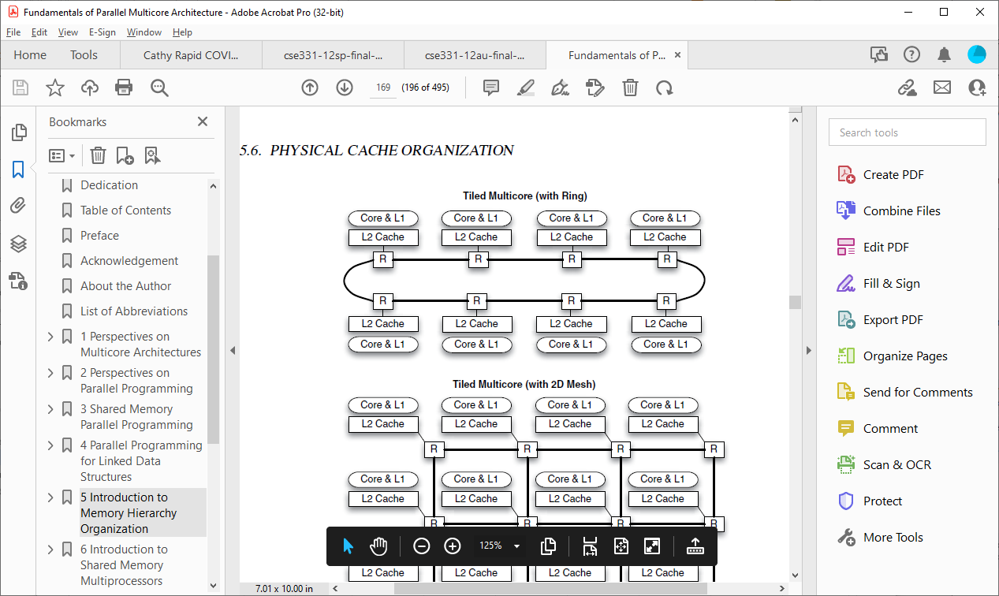 Fundamentals of Parallel Multicore Architecture - Adobe Acrobat Pro (32-bit)
File Edit View E-Sign Window Help
Home Tools Cathy Rapid COVI... cse331-12sp-final-... cse331-12au-final-... Fundamentals of P...
169 (196 of 495)
Bookmarks
Dedication
Table of Contents
Preface
Acknowledgement
About the Author
List of Abbreviations
1 Perspectives on
Multicore Architectures
2 Perspectives on
Parallel Programming
3 Shared Memory
Parallel Programming
4 Parallel Programming
for Linked Data
Structures
5 Introduction to
Memory Hierarchy
Organization
6 Introduction to
Shared Memory
Multiprocessors
5.6. PHYSICAL CACHE ORGANIZATION
Tiled Multicore (with Ring)
Core & L1 Core & L1 Core & L1 Core & L1
L2 Cache L2 Cache L2 Cache L2 Cache
R R R R
R R R R
L2 Cache L2 Cache L2 Cache L2 Cache
Core & L1 Core & L1 Core & L1 Core & L1
Tiled Multicore (with 2D Mesh)
Core & L1 Core & L1 Core & L1 Core & L1
L2 Cache L2 Cache L2 Cache L2 Cache
R R R R
Core & L1 Core & L1 Core & L1 Core & L1
L2 Cache L2 Cache L2 Cache L2 Cache
R R R R
125%
L2 Cache L2 Cache L2 Cache L2 Cache
7.01 x 10.00 in
Search tools
Create PDF
Combine Files
Edit PDF
Fill & Sign
Export PDF
Organize Pages
Send for Comments
Comment
Scan & OCR
Protect
More Tools